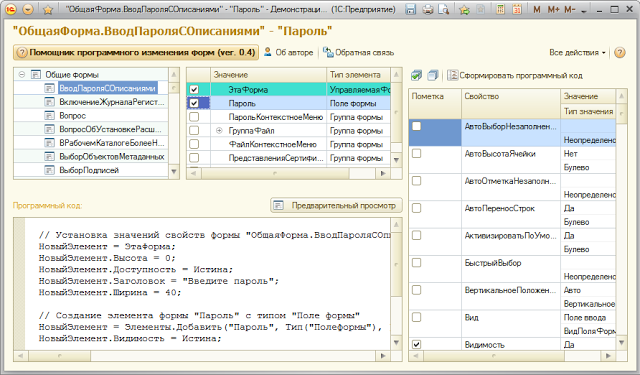 "ОбщаяФорма.ВводПароляСОписаниями" - "Пароль" - Демонстраци... (1С:Предприятие)
M M+ M-
"ОбщаяФорма.ВводПароляСОписаниями" - "Пароль"
Помощник программного изменения форм (ver. 0.4) Об авторе Обратная связь Все действия
Общие формы
ВводПароляСОписаниями
ВключениеЖурналаРегист...
Вопрос
ВопросОбУстановкеРасш...
ВРабочемКаталогеБолееН...
ВыборОбъектовМетаданных
ВыборПодписей
Значение Тип элемента
ЭтаФорма УправляемаяФ
Пароль Поле формы
ПарольКонтекстноеМеню Группа формы
ГруппаФайл Группа формы
ФайлКонтекстноеМеню Группа формы
ПредставленияСертифи... Группа формы
Сформировать программный код
Пометка Свойство Значение
Тип значения
АвтоВыборНезаполнен...
Неопределено
АвтоВысотаЯчейки Нет
Булево
АвтоОтметкаНезаполн...
Неопределено
АвтоПереносСтрок Да
Булево
АктивизироватьПоУмо... Да
Булево
БыстрыйВыбор
Неопределено
ВертикальноеПоложен... Авто
Вертикальное
Вид Поле ввода
ВидПоляФорм
Видимость Да
Программный код:
Предварительный просмотр
// Установка значений свойств формы "ОбщаяФорма.ВводПароляСОпи
НовыйЭлемент = ЭтаФорма;
НовыйЭлемент.Высота = 0;
НовыйЭлемент.Доступность = Истина;
НовыйЭлемент.Заголовок = "Введите пароль";
НовыйЭлемент.Ширина = 40;
// Создание элемента формы "Пароль" с типом "Поле формы"
НовыйЭлемент = Элементы.Добавить("Пароль", Тип("ПолеФормы"),
НовыйЭлемент.Видимость = Истина;